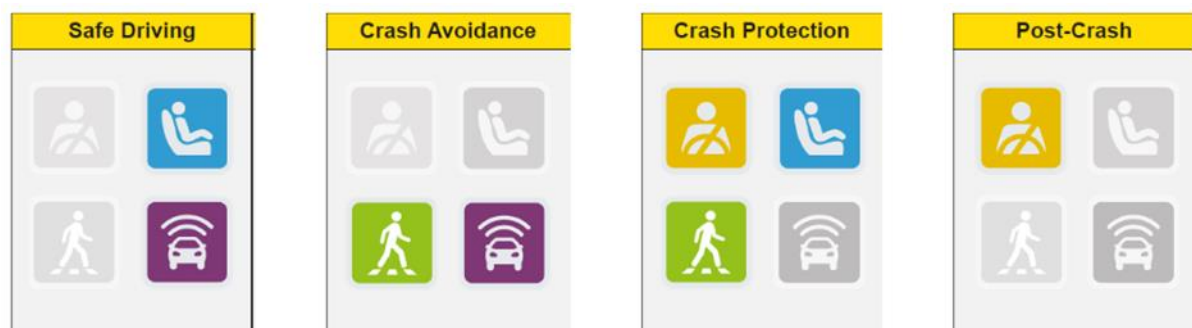 Safe Driving
Crash Avoidance
Crash Protection
Post-Crash